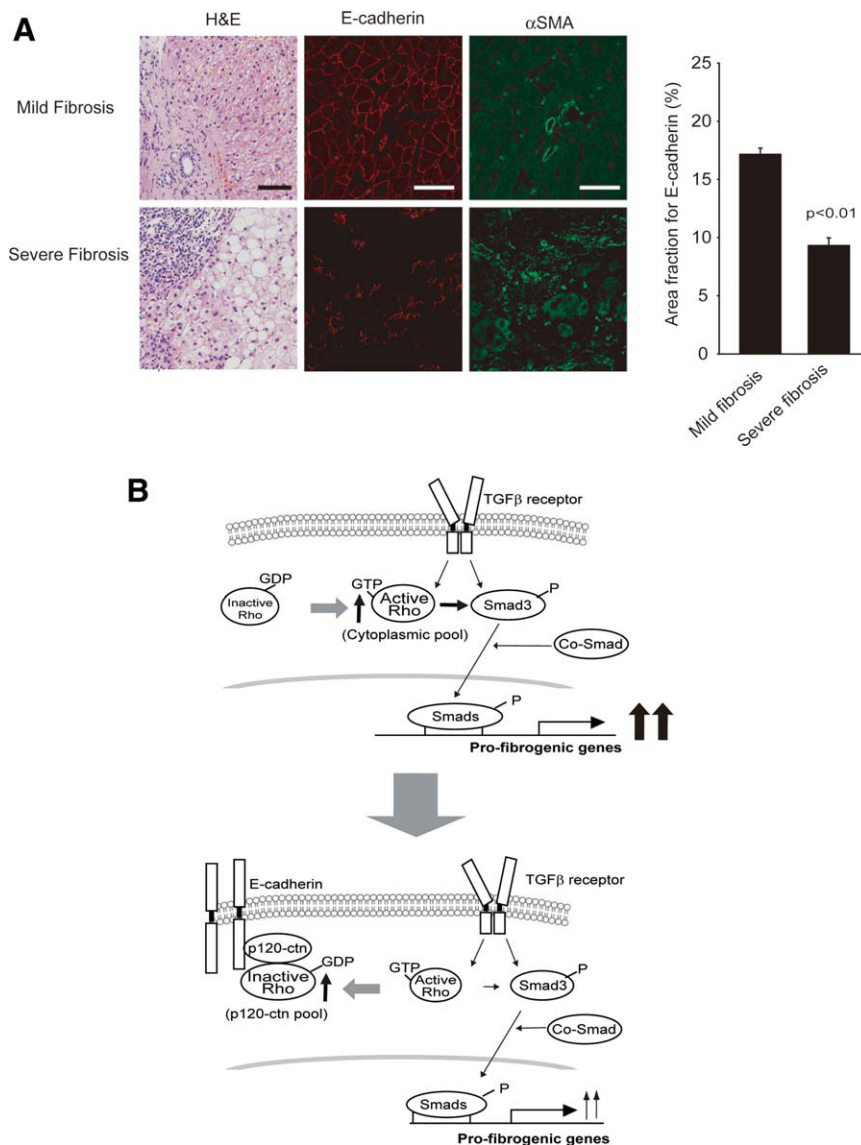 A
H&E
E-cadherin
αSMA
Mild Fibrosis
Severe Fibrosis
Area fraction for E-cadherin (%)
25
20
15
10
5
0
p<0.01
Mild fibrosis
Severe fibrosis
B
TGFβ receptor
GDP
Inactive
Rho
GTP
Active
Rho
(Cytoplasmic pool)
P
Smad3
Co-Smad
P
Smads
Pro-fibrogenic genes
E-cadherin
TGFβ receptor
p120-ctn
GDP
Inactive
Rho
(p120-ctn pool)
GTP
Active
Rho
P
Smad3
Co-Smad
P
Smads
Pro-fibrogenic genes